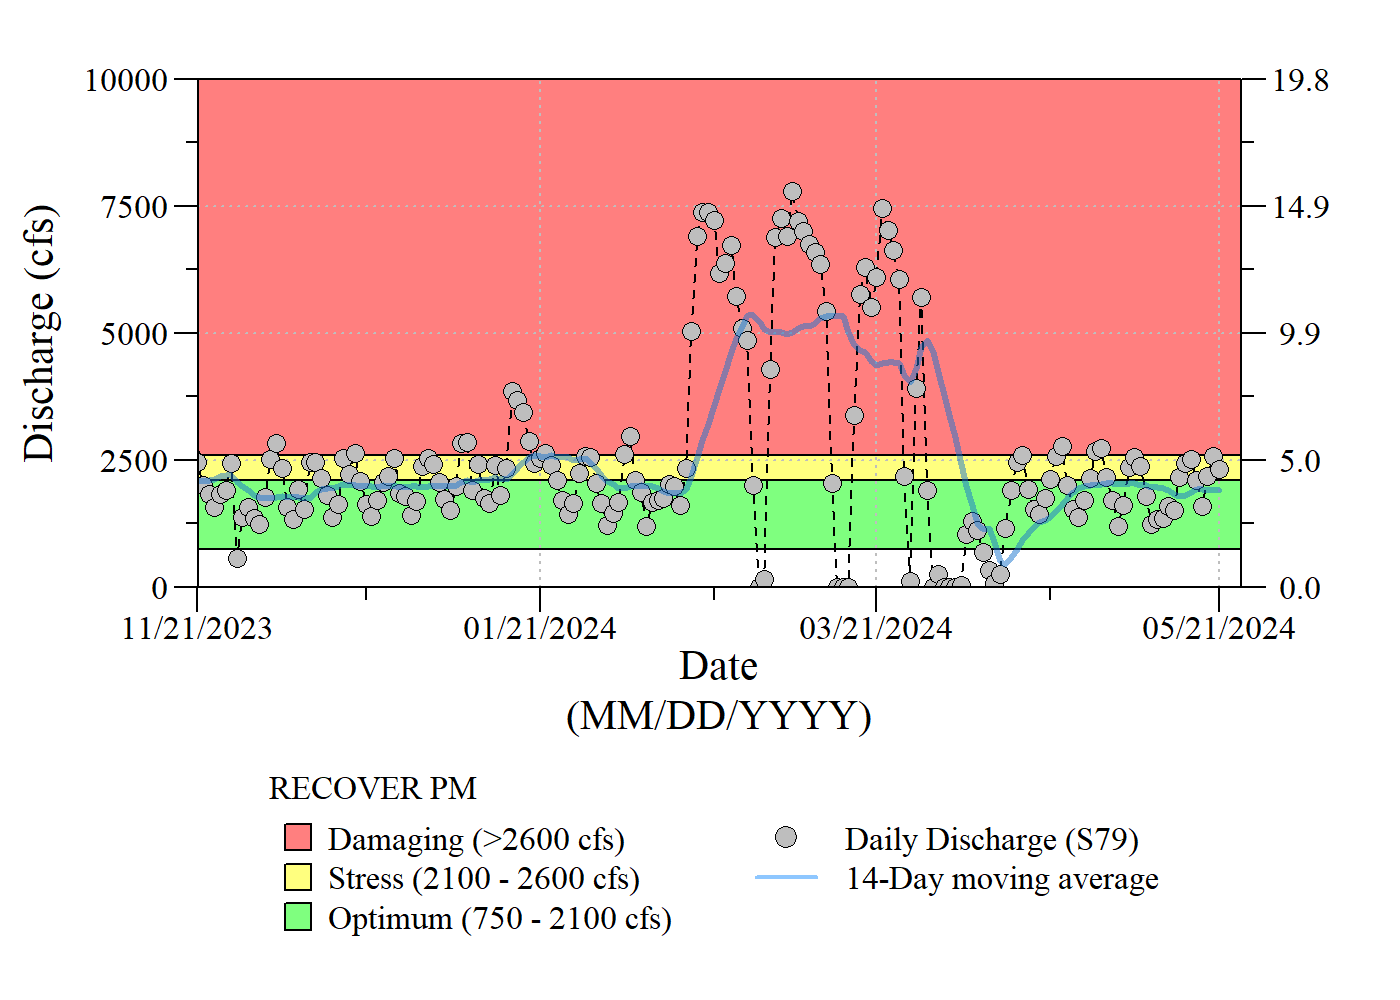 10000
7500
5000
2500
0
Discharge (cfs)
19.8
14.9
9.9
5.0
0.0
11/21/2023 01/21/2024 03/21/2024 05/21/2024
Date
(MM/DD/YYYY)
RECOVER PM
Damaging (>2600 cfs)
Stress (2100 - 2600 cfs)
Optimum (750 - 2100 cfs)
Daily Discharge (S79)
14-Day moving average